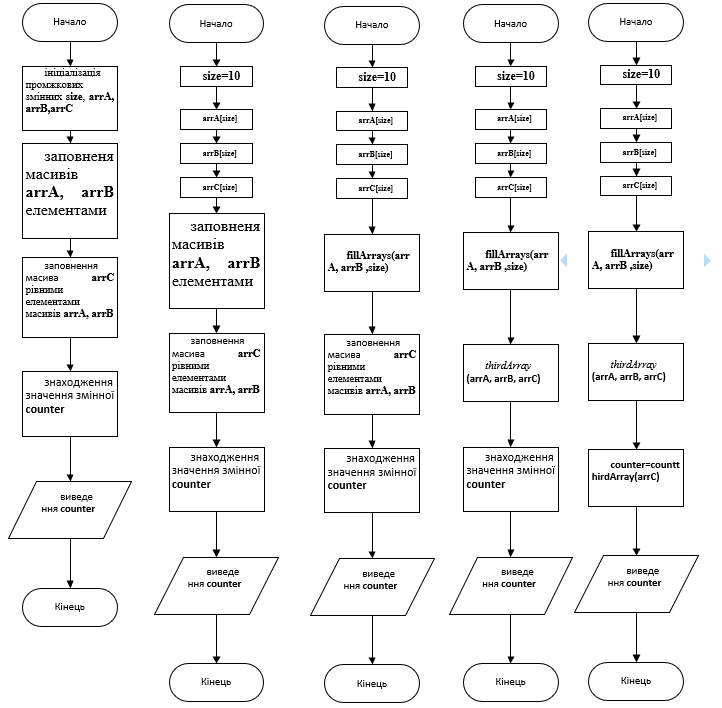 Начало
ініціалізація
промжкових
змінних size, arrA,
arrB,arrC
заповненя
масивів
arrA, arrB
елементами
заповнення
масива arrC
рівними
елементами
масивів arrA, arrB
знаходження
значення змінної
counter
виведе
ння counter
Кінець
Начало
size=10
arrA[size]
arrB[size]
arrC[size]
заповненя
масивів
arrA, arrB
елементами
заповнення
масива arrC
рівними
елементами
масивів arrA, arrB
знаходження
значення змінної
counter
виведе
ння counter
Кінець
Начало
size=10
arrA[size]
arrB[size]
arrC[size]
fillArrays(arr
A, arrB ,size)
заповнення
масива arrC
рівними
елементами
масивів arrA, arrB
знаходження
значення змінної
counter
виведе
ння counter
Кінець
Начало
size=10
arrA[size]
arrB[size]
arrC[size]
fillArrays(arr
A, arrB ,size)
thirdArray
(arrA, arrB, arrC)
знаходження
значення змінної
counter
виведе
ння counter
Кінець
Начало
size=10
arrA[size]
arrB[size]
arrC[size]
fillArrays(arr
A, arrB ,size)
thirdArray
(arrA, arrB, arrC)
counter=countt
hirdArray(arrC)
виведе
ння counter
Кінець